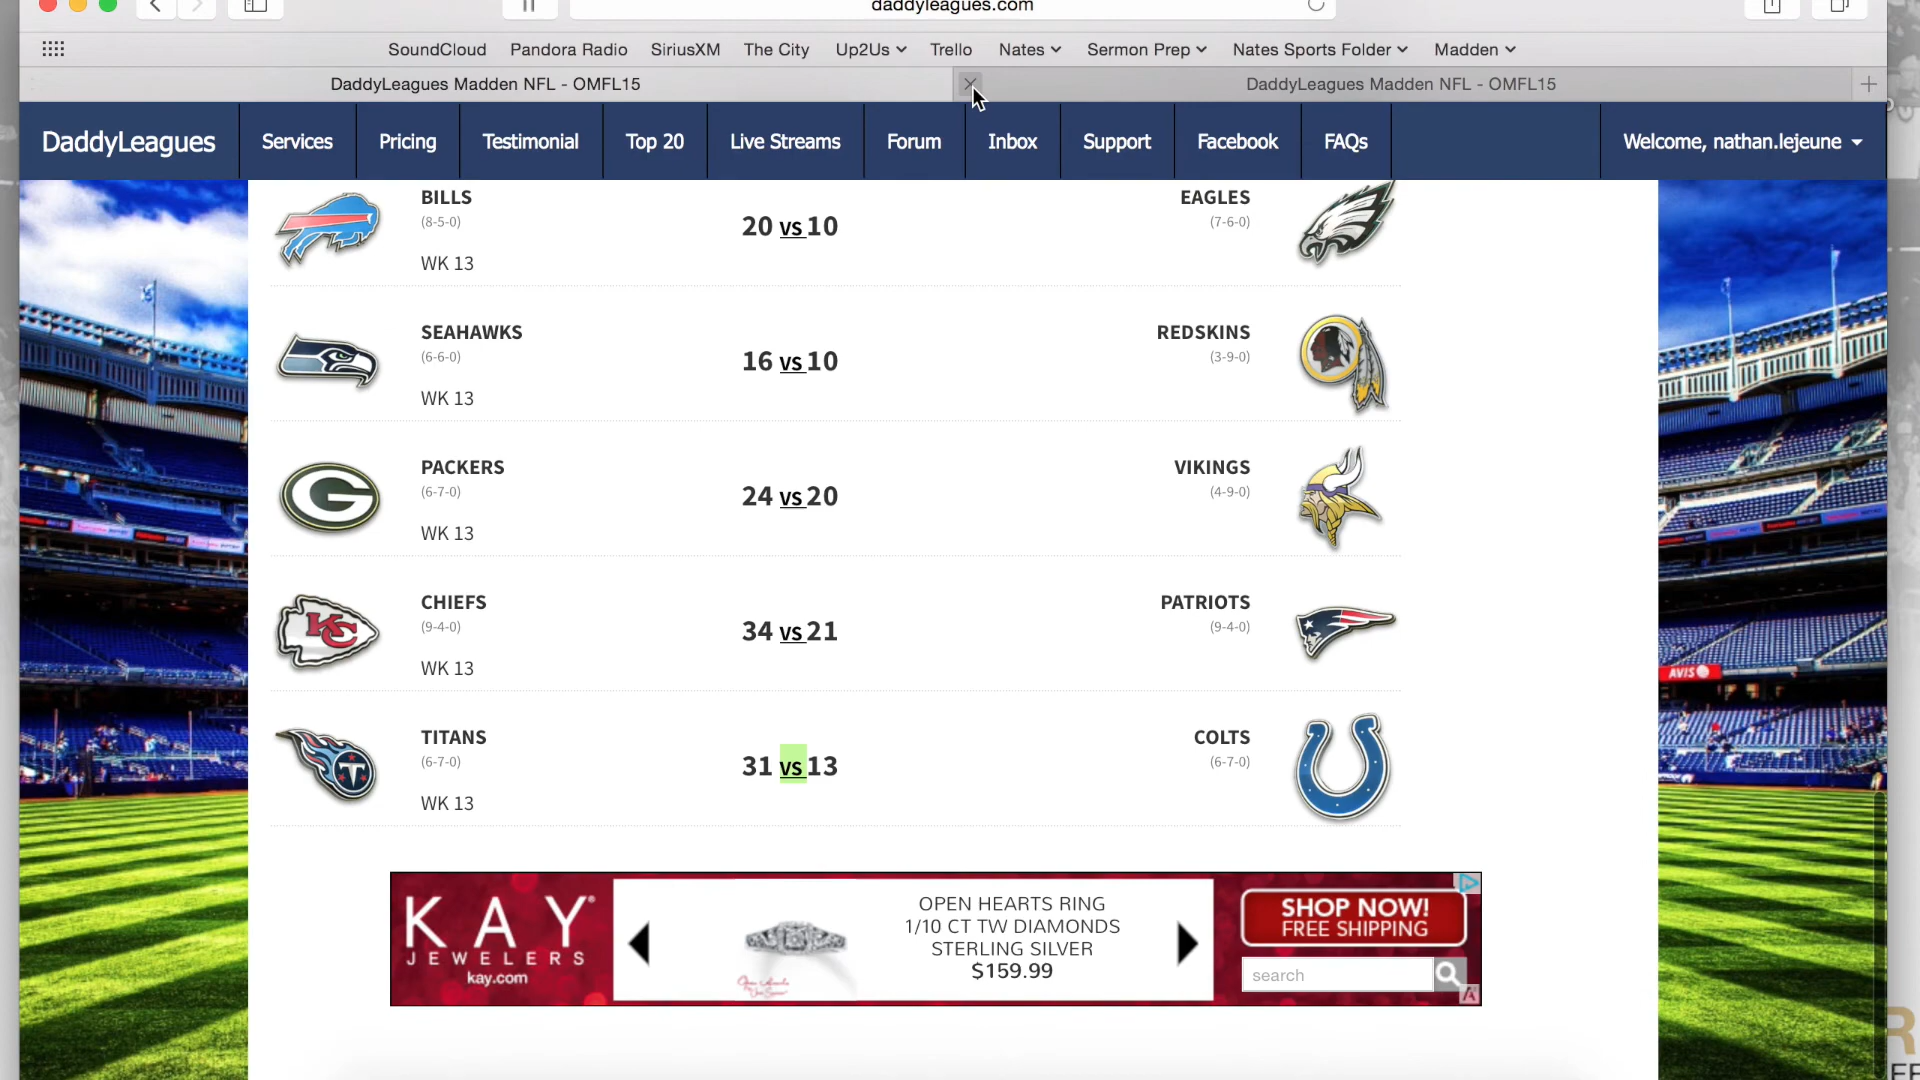 daddyleagues.com
SoundCloud Pandora Radio SiriusXM The City Up2Us Trello Nates Sermon Prep Nates Sports Folder Madden
DaddyLeagues Madden NFL - OMFL15 DaddyLeagues Madden NFL - OMFL15
DaddyLeagues Services Pricing Testimonial Top 20 Live Streams Forum Inbox Support Facebook FAQs Welcome, nathan.lejeune
BILLS EAGLES
(8-5-0) 20 vs 10 (7-6-0)
WK 13
SEAHAWKS REDSKINS
(6-6-0) 16 vs 10 (3-9-0)
WK 13
PACKERS VIKINGS
(6-7-0) 24 vs 20 (4-9-0)
WK 13
CHIEFS PATRIOTS
(9-4-0) 34 vs 21 (9-4-0)
WK 13
AVIS
TITANS COLTS
(6-7-0) 31 vs 13 (6-7-0)
WK 13
KAY
JEWELERS
kay.com
OPEN HEARTS RING
1/10 CT TW DIAMONDS
STERLING SILVER
$159.99
SHOP NOW!
FREE SHIPPING
search